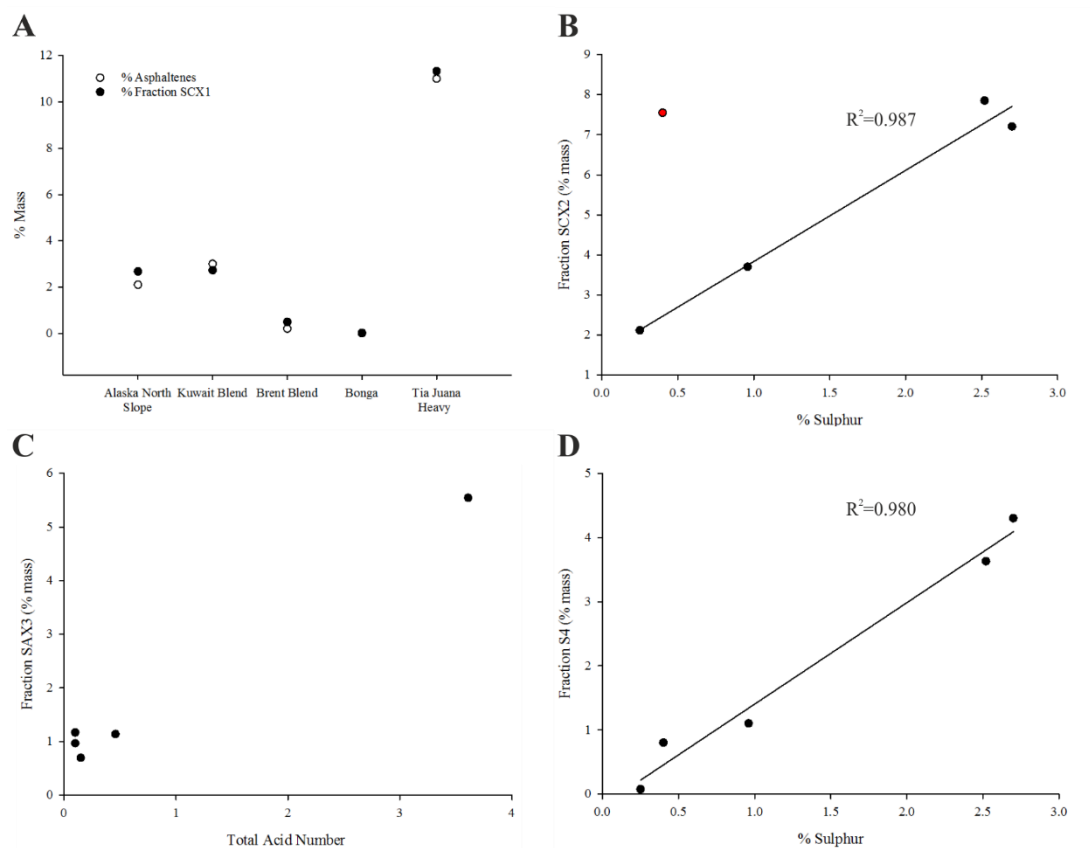 A
12
10
8
6
4
2
0
% Mass
% Asphaltenes
% Fraction SCX1
Alaska North
Slope
Kuwait Blend
Brent Blend
Bonga
Tia Juana
Heavy
B
9
8
7
6
5
4
3
2
1
Fraction SCX2 (% mass)
R²=0.987
0.0 0.5 1.0 1.5 2.0 2.5 3.0
% Sulphur
C
6
5
4
3
2
1
0
Fraction SAX3 (% mass)
0 1 2 3 4
Total Acid Number
D
5
4
3
2
1
0
Fraction S4 (% mass)
R²=0.980
0.0 0.5 1.0 1.5 2.0 2.5 3.0
% Sulphur